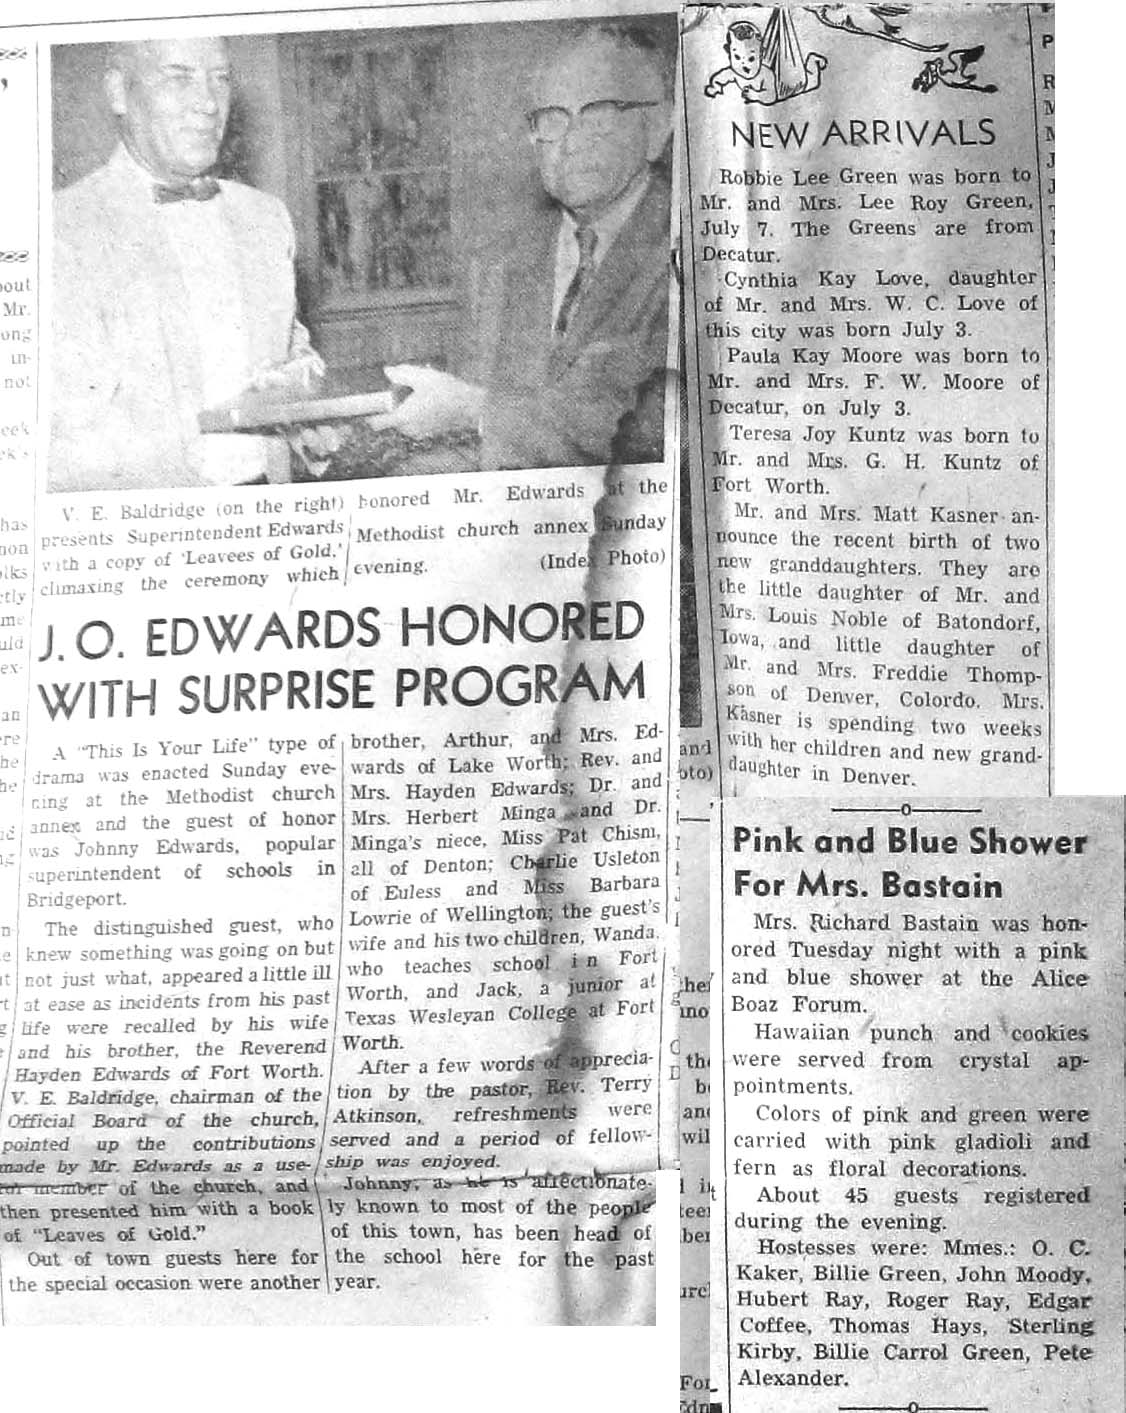 V. E. Baldridge (on the right)
presents Superintendent Edwards
with a copy of 'Leavees of Gold,'
climaxing the ceremony which
honored Mr. Edwards at the
Methodist church annex Sunday
evening. (Index Photo)
J. O. EDWARDS HONORED
WITH SURPRISE PROGRAM
A "This Is Your Life" type of
drama was enacted Sunday eve-
ning at the Methodist church
annex and the guest of honor
was Johnny Edwards, popular
superintendent of schools in
Bridgeport.
The distinguished guest, who
knew something was going on but
not just what, appeared a little ill
at ease as incidents from his past
life were recalled by his wife
and his brother, the Reverend
Hayden Edwards of Fort Worth.
V. E. Baldridge, chairman of the
Official Board of the church,
pointed up the contributions
made by Mr. Edwards as a use-
ful member of the church, and
then presented him with a book
of "Leaves of Gold."
Out of town guests here for
the special occasion were another
brother, Arthur, and Mrs. Ed-
wards of Lake Worth; Rev. and
Mrs. Hayden Edwards; Dr. and
Mrs. Herbert Minga and Dr.
Minga's niece, Miss Pat Chism,
all of Denton; Charlie Usleton
of Euless and Miss Barbara
Lowrie of Wellington; the guest's
wife and his two children, Wanda,
who teaches school in Fort
Worth, and Jack, a junior at
Texas Wesleyan College at Fort
Worth.
After a few words of apprecia-
tion by the pastor, Rev. Terry
Atkinson, refreshments were
served and a period of fellow-
ship was enjoyed.
Johnny, as he is affectionate-
ly known to most of the people
of this town, has been head of
the school here for the past
year.
NEW ARRIVALS
Robbie Lee Green was born to
Mr. and Mrs. Lee Roy Green,
July 7. The Greens are from
Decatur.
Cynthia Kay Love, daughter
of Mr. and Mrs. W. C. Love of
this city was born July 3.
Paula Kay Moore was born to
Mr. and Mrs. F. W. Moore of
Decatur, on July 3.
Teresa Joy Kuntz was born to
Mr. and Mrs. G. H. Kuntz of
Fort Worth.
Mr. and Mrs. Matt Kasner an-
nounce the recent birth of two
new granddaughters. They are
the little daughter of Mr. and
Mrs. Louis Noble of Batondorf,
Iowa, and little daughter of
Mr. and Mrs. Freddie Thomp-
son of Denver, Colordo. Mrs.
Kasner is spending two weeks
with her children and new grand-
daughter in Denver.
Pink and Blue Shower
For Mrs. Bastain
Mrs. Richard Bastain was hon-
ored Tuesday night with a pink
and blue shower at the Alice
Boaz Forum.
Hawaiian punch and cookies
were served from crystal ap-
pointments.
Colors of pink and green were
carried with pink gladioli and
fern as floral decorations.
About 45 guests registered
during the evening.
Hostesses were: Mmes.: O. C.
Kaker, Billie Green, John Moody,
Hubert Ray, Roger Ray, Edgar
Coffee, Thomas Hays, Sterling
Kirby, Billie Carrol Green, Pete
Alexander.